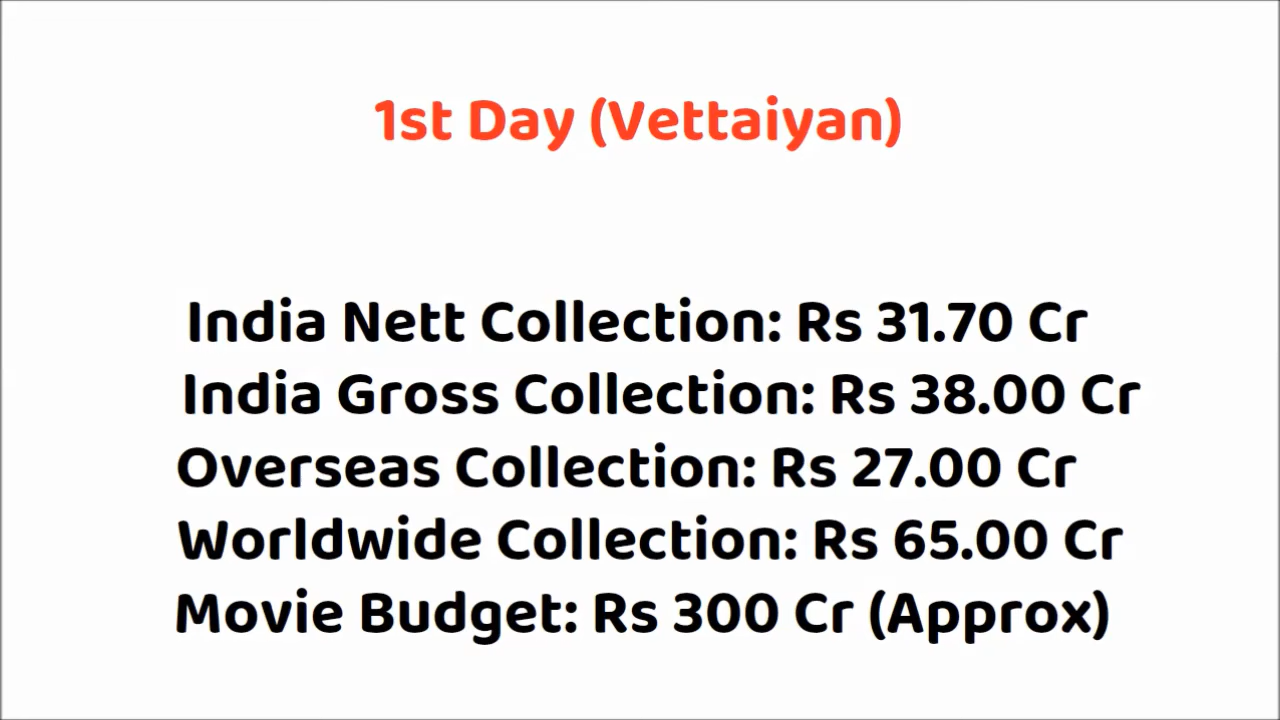 1st Day (Vettaiyan)
India Nett Collection: Rs 31.70 Cr
India Gross Collection: Rs 38.00 Cr
Overseas Collection: Rs 27.00 Cr
Worldwide Collection: Rs 65.00 Cr
Movie Budget: Rs 300 Cr (Approx)